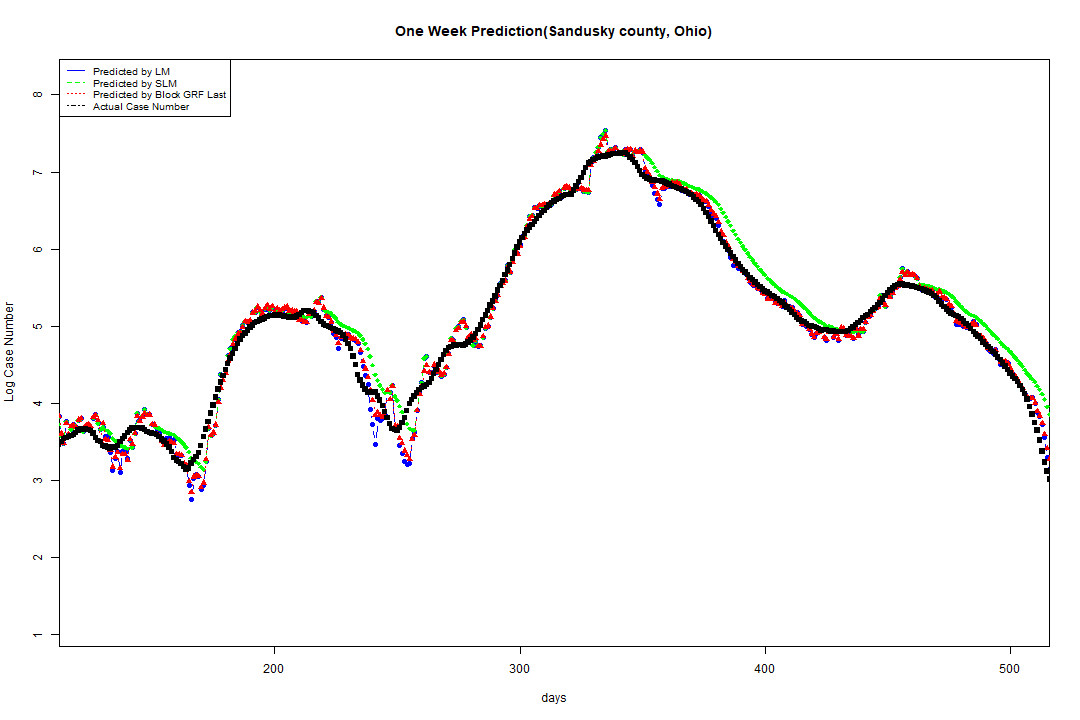 One Week Prediction(Sandusky county, Ohio)
Predicted by LM
Predicted by SLM
Predicted by Block GRF Last
Actual Case Number
8
7
6
5
4
3
2
1
Log Case Number
200 300 400 500
days